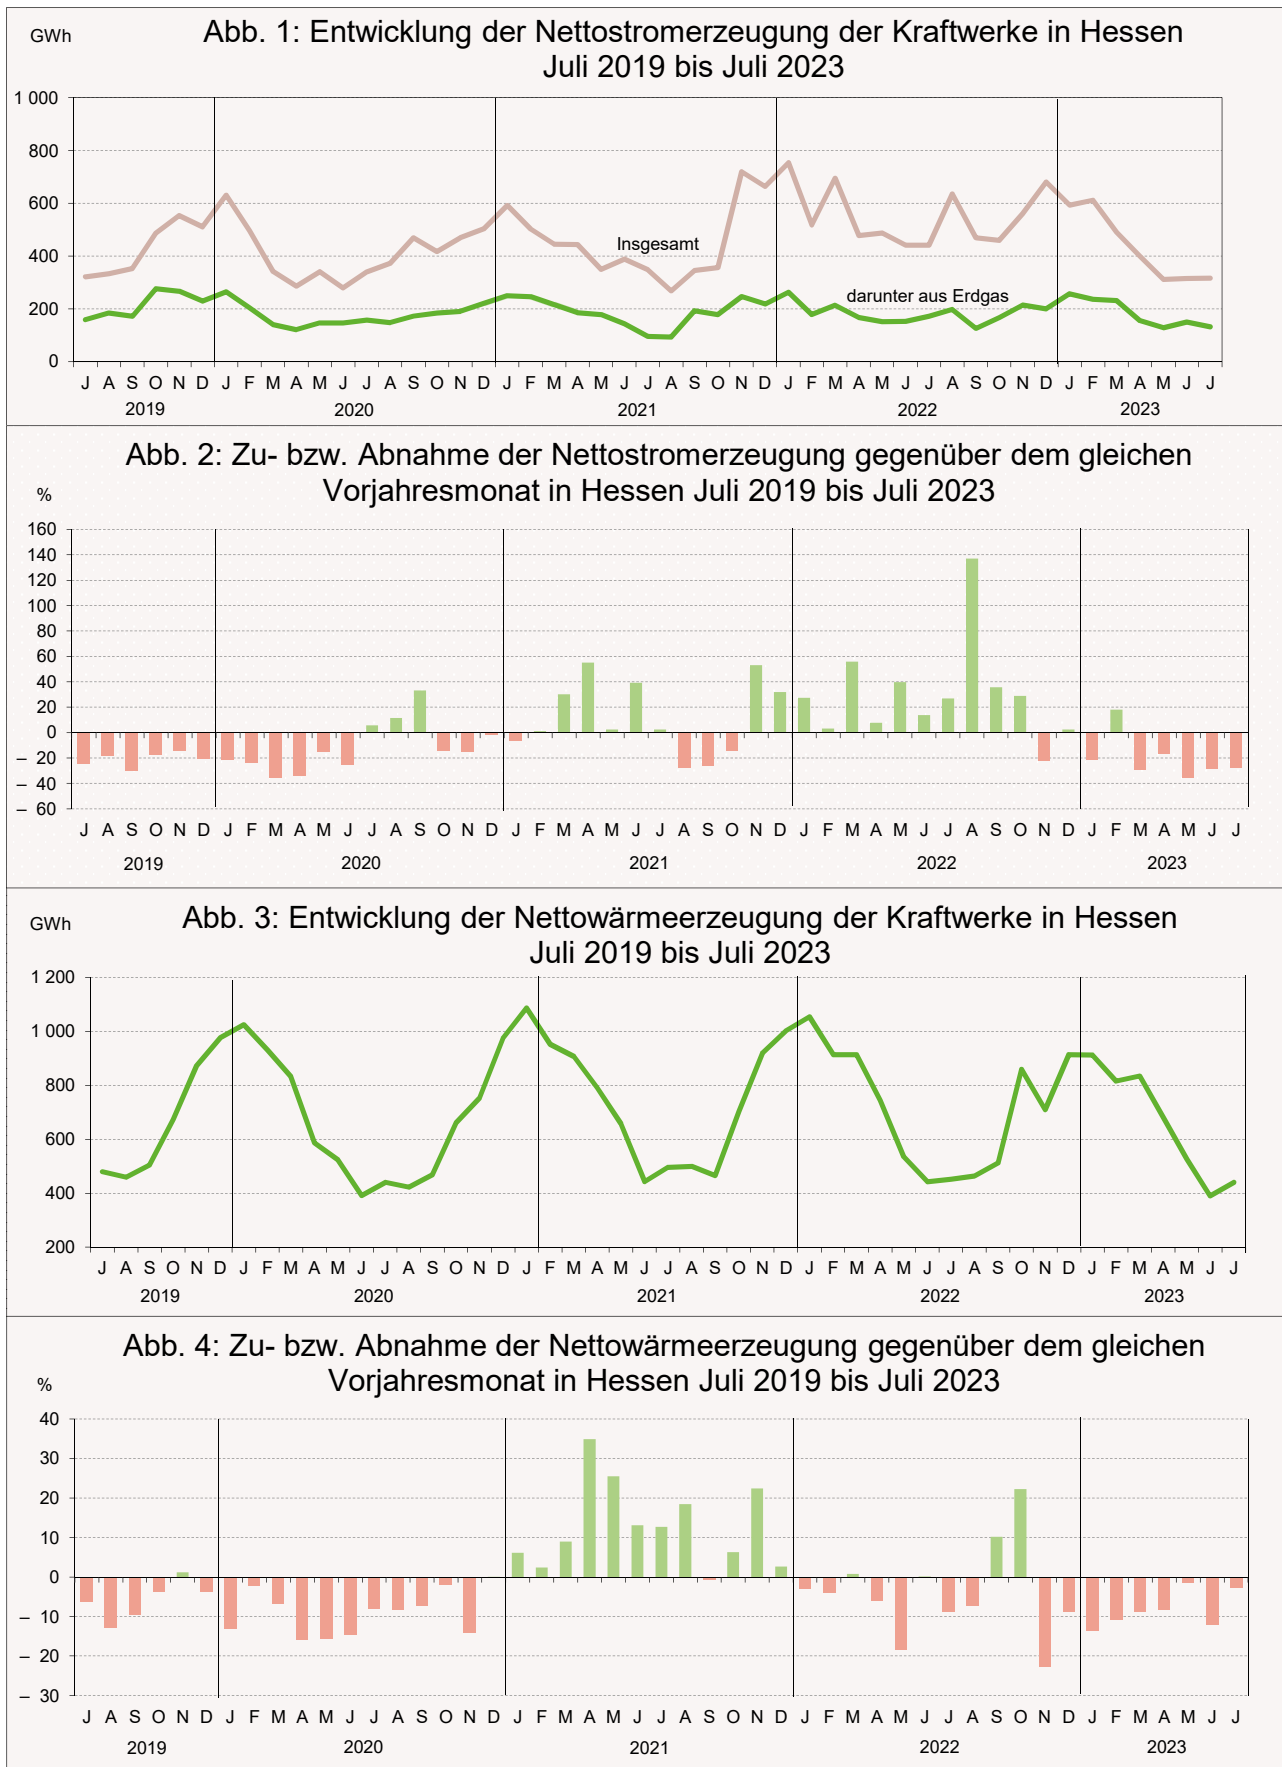 Abb. 1: Entwicklung der Nettostromerzeugung der Kraftwerke in Hessen
GWh
Juli 2019 bis Juli 2023
1 000
800
600
Insgesamt
400
darunter aus Erdgas
200
0
J A S O N D J F M A M J J A S O N D J F M A M J J A S O N D J F M A M J J A S O N D J F M A M J J
2019 2020 2021 2022 2023
Abb. 2: Zu- bzw. Abnahme der Nettostromerzeugung gegenüber dem gleichen
% Vorjahresmonat in Hessen Juli 2019 bis Juli 2023
160
140
120
100
80
60
40
20
0
– 20
– 40
– 60
J A S O N D J F M A M J J A S O N D J F M A M J J A S O N D J F M A M J J A S O N D J F M A M J J
2019 2020 2021 2022 2023
Abb. 3: Entwicklung der Nettowärmeerzeugung der Kraftwerke in Hessen
GWh
Juli 2019 bis Juli 2023
1 200
1 000
800
600
400
200
J A S O N D J F M A M J J A S O N D J F M A M J J A S O N D J F M A M J J A S O N D J F M A M J J
2019 2020 2021 2022 2023
Abb. 4: Zu- bzw. Abnahme der Nettowärmeerzeugung gegenüber dem gleichen
% Vorjahresmonat in Hessen Juli 2019 bis Juli 2023
40
30
20
10
0
– 10
– 20
– 30
J A S O N D J F M A M J J A S O N D J F M A M J J A S O N D J F M A M J J A S O N D J F M A M J J
2019 2020 2021 2022 2023